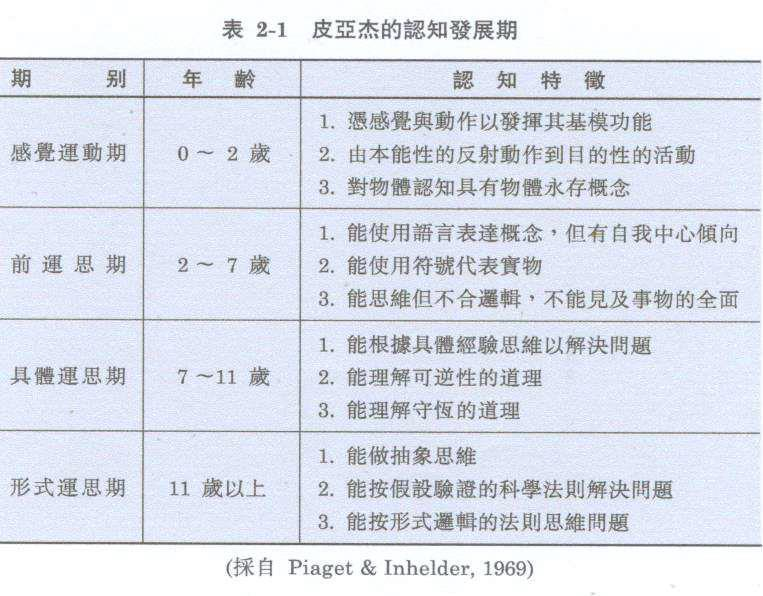 表 2-1 皮亞杰的認知發展期
期別 年齡 認知特徵
感覺運動期 0～2歲
1. 憑感覺與動作以發揮其基模功能
2. 由本能性的反射動作到目的性的活動
3. 對物體認知具有物體永存概念
前運思期 2～7歲
1. 能使用語言表達概念，但有自我中心傾向
2. 能使用符號代表實物
3. 能思維但不合邏輯，不能見及事物的全面
具體運思期 7～11歲
1. 能根據具體經驗思維以解決問題
2. 能理解可逆性的道理
3. 能理解守恆的道理
形式運思期 11歲以上
1. 能做抽象思維
2. 能按假設驗證的科學法則解決問題
3. 能按形式邏輯的法則思維問題
(採自 Piaget & Inhelder, 1969)